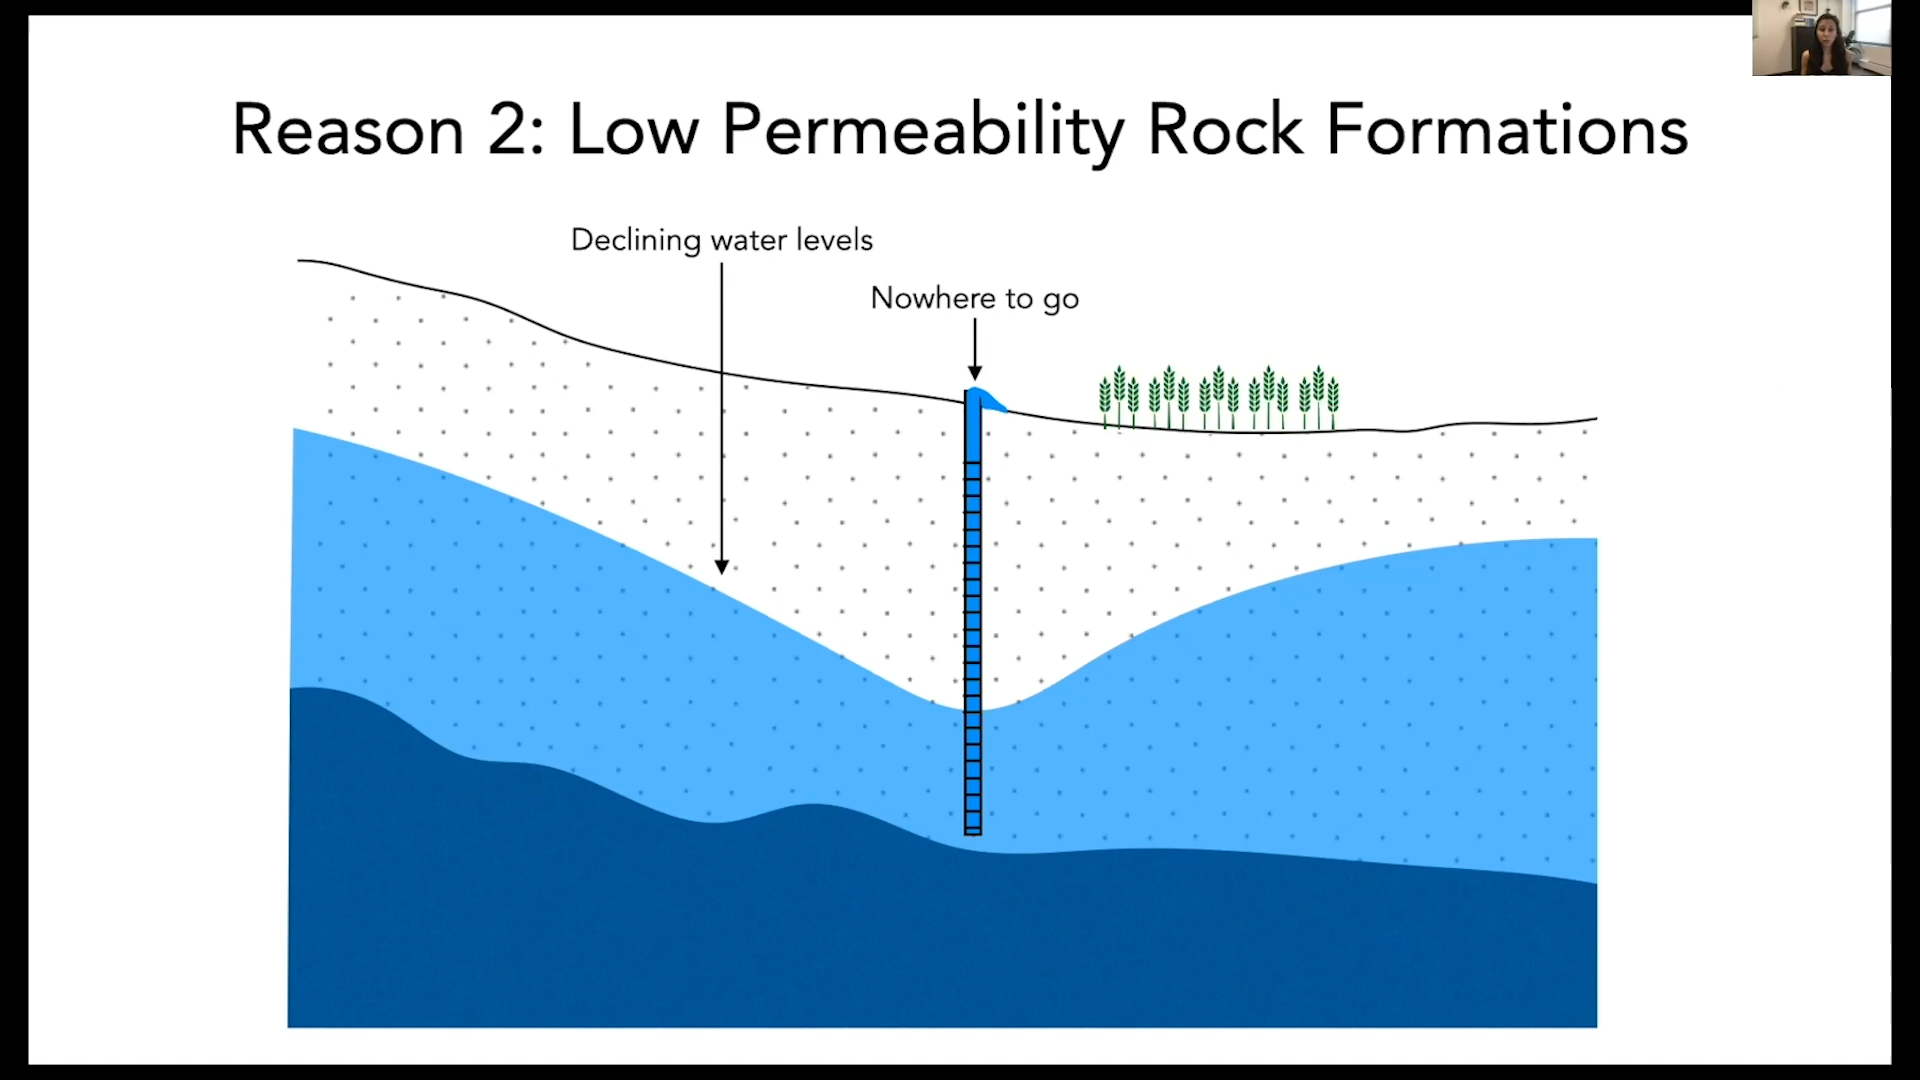 Reason 2: Low Permeability Rock Formations
Declining water levels
Nowhere to go